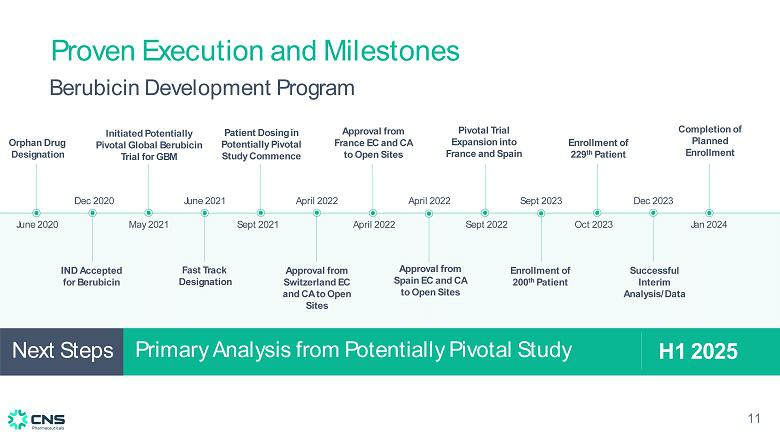 Proven Execution and Milestones
Berubicin Development Program
Orphan Drug
Designation
Initiated Potentially
Pivotal Global Berubicin
Trial for GBM
Patient Dosing in
Potentially Pivotal
Study Commence
Approval from
France EC and CA
to Open Sites
Pivotal Trial
Expansion into
France and Spain
Enrollment of
229th Patient
Completion of
Planned
Enrollment
Dec 2020
June 2021
April 2022
April 2022
Sept 2023
Dec 2023
June 2020
May 2021
Sept 2021
April 2022
Sept 2022
Oct 2023
Jan 2024
IND Accepted
for Berubicin
Fast Track
Designation
Approval from
Switzerland EC
and CA to Open
Sites
Approval from
Spain EC and CA
to Open Sites
Enrollment of
200th Patient
Successful
Interim
Analysis/Data
Next Steps
Primary Analysis from Potentially Pivotal Study
H1 2025
CNS
Pharmaceuticals
11